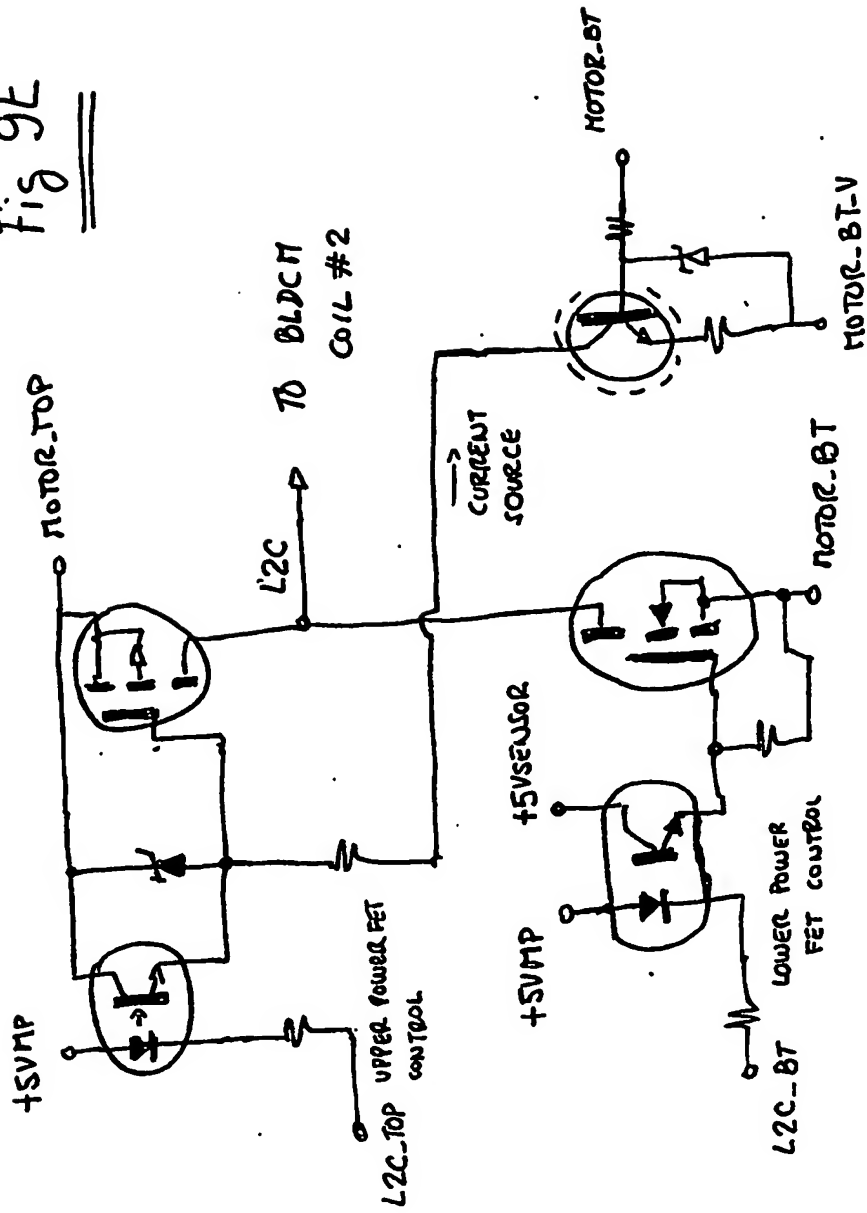 Fig 9E
MOTOR_TOP
+5VMP
L2C
TO BLDCM
COIL #2
L2C_TOP
UPPER POWER FET
CONTROL
-> CURRENT
SOURCE
MOTOR_BT
MOTOR_BT-V
+5VSENSOR
+5VMP
L2C_BT
LOWER POWER
FET CONTROL
MOTOR_BT